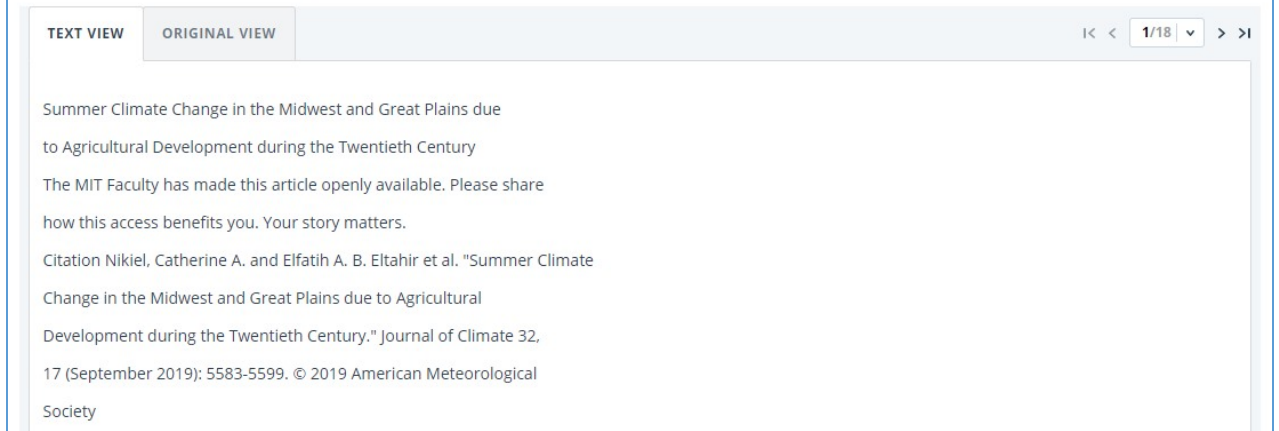 TEXT VIEW ORIGINAL VIEW 1/18
Summer Climate Change in the Midwest and Great Plains due
to Agricultural Development during the Twentieth Century
The MIT Faculty has made this article openly available. Please share
how this access benefits you. Your story matters.
Citation Nikiel, Catherine A. and Elfatih A. B. Eltahir et al. "Summer Climate
Change in the Midwest and Great Plains due to Agricultural
Development during the Twentieth Century." Journal of Climate 32,
17 (September 2019): 5583-5599. © 2019 American Meteorological
Society